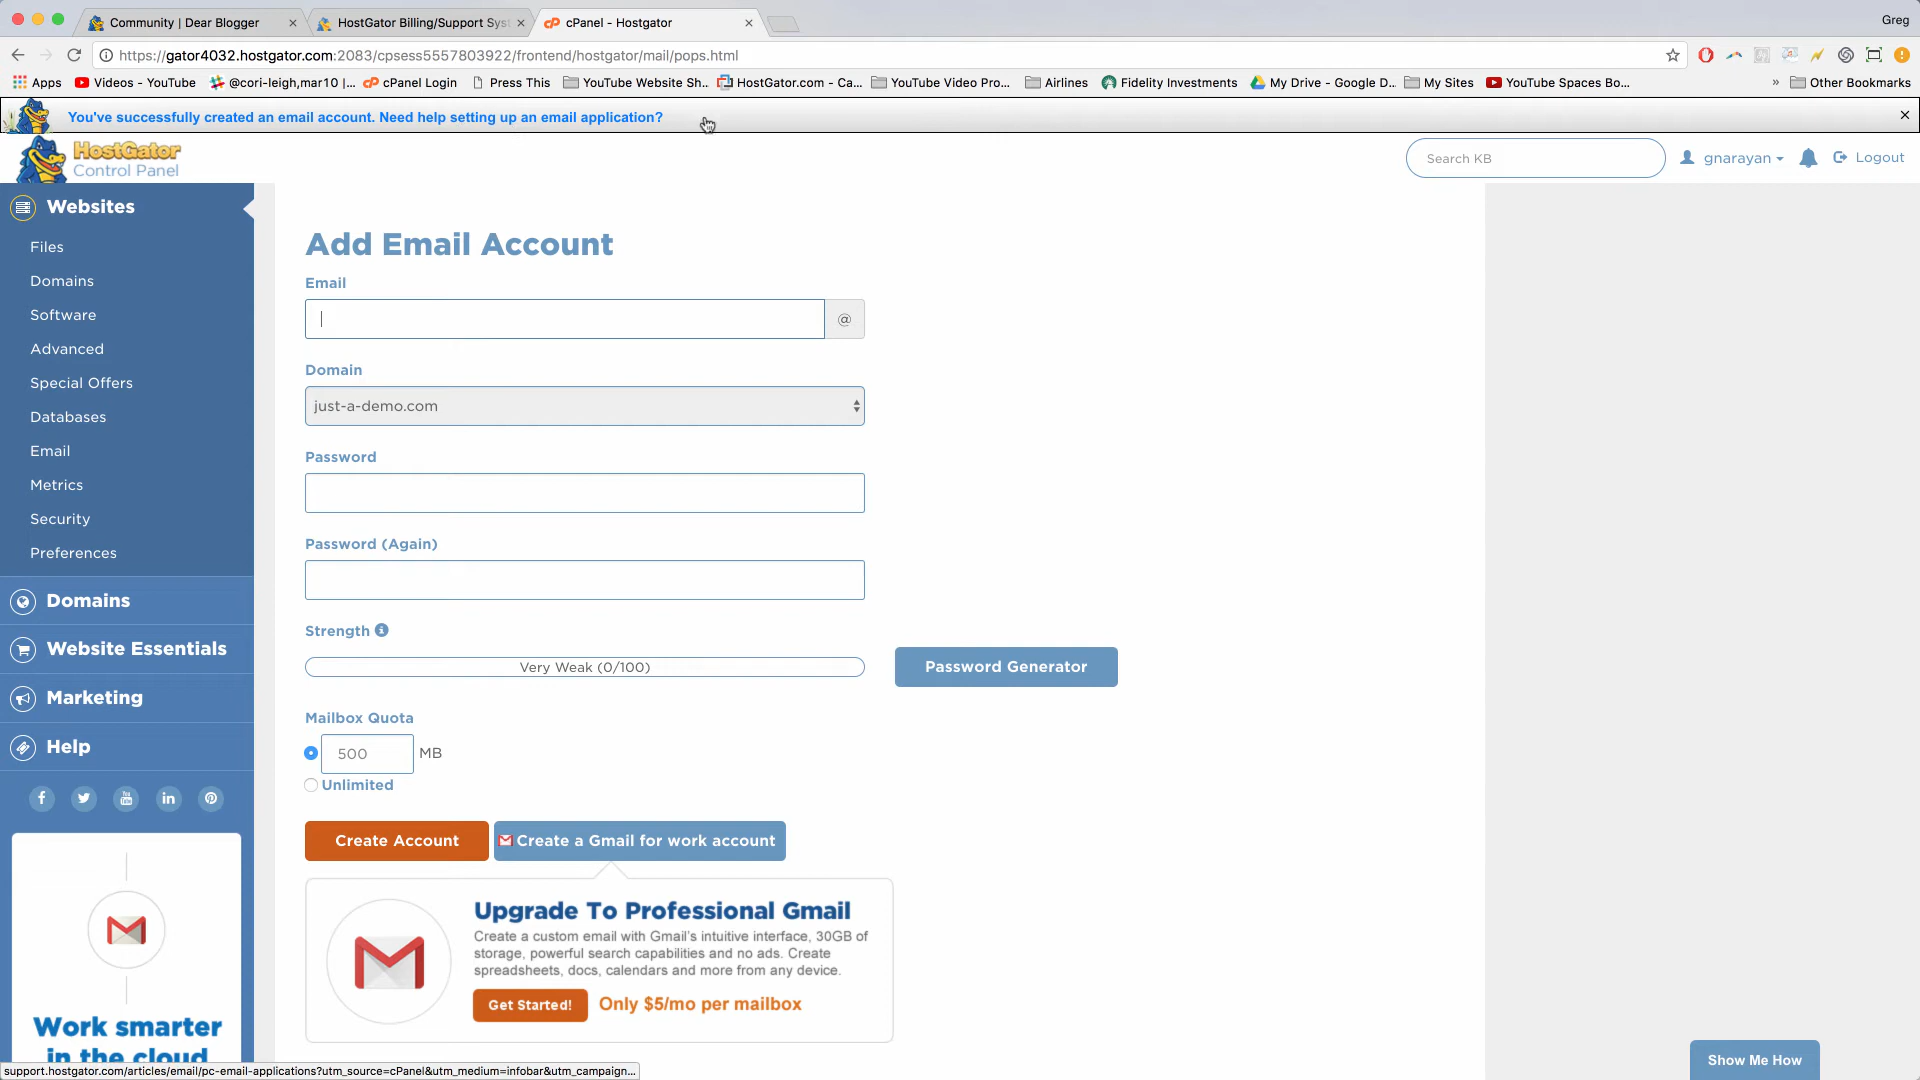 Community | Dear Blogger
HostGator Billing/Support Syst
cPanel - Hostgator
Greg
https://gator4032.hostgator.com:2083/cpsess5557803922/frontend/hostgator/mail/pops.html
Apps
Videos - YouTube
@cori-leigh,mar10 |...
cPanel Login
Press This
YouTube Website Sh...
HostGator.com - Ca...
YouTube Video Pro...
Airlines
Fidelity Investments
My Drive - Google D...
My Sites
YouTube Spaces Bo...
»
Other Bookmarks
You've successfully created an email account. Need help setting up an email application?
HostGator
Control Panel
Search KB
gnarayan
Logout
Websites
Files
Domains
Software
Advanced
Special Offers
Databases
Email
Metrics
Security
Preferences
Domains
Website Essentials
Marketing
Help
Work smarter
in the cloud
Add Email Account
Email
@
Domain
just-a-demo.com
Password
Password (Again)
Strength
Very Weak (0/100)
Password Generator
Mailbox Quota
500 MB
Unlimited
Create Account
Create a Gmail for work account
Upgrade To Professional Gmail
Create a custom email with Gmail's intuitive interface, 30GB of
storage, powerful search capabilities and no ads. Create
spreadsheets, docs, calendars and more from any device.
Get Started!
Only $5/mo per mailbox
Show Me How
support.hostgator.com/articles/email/pc-email-applications?utm_source=cPanel&utm_medium=infobar&utm_campaign...